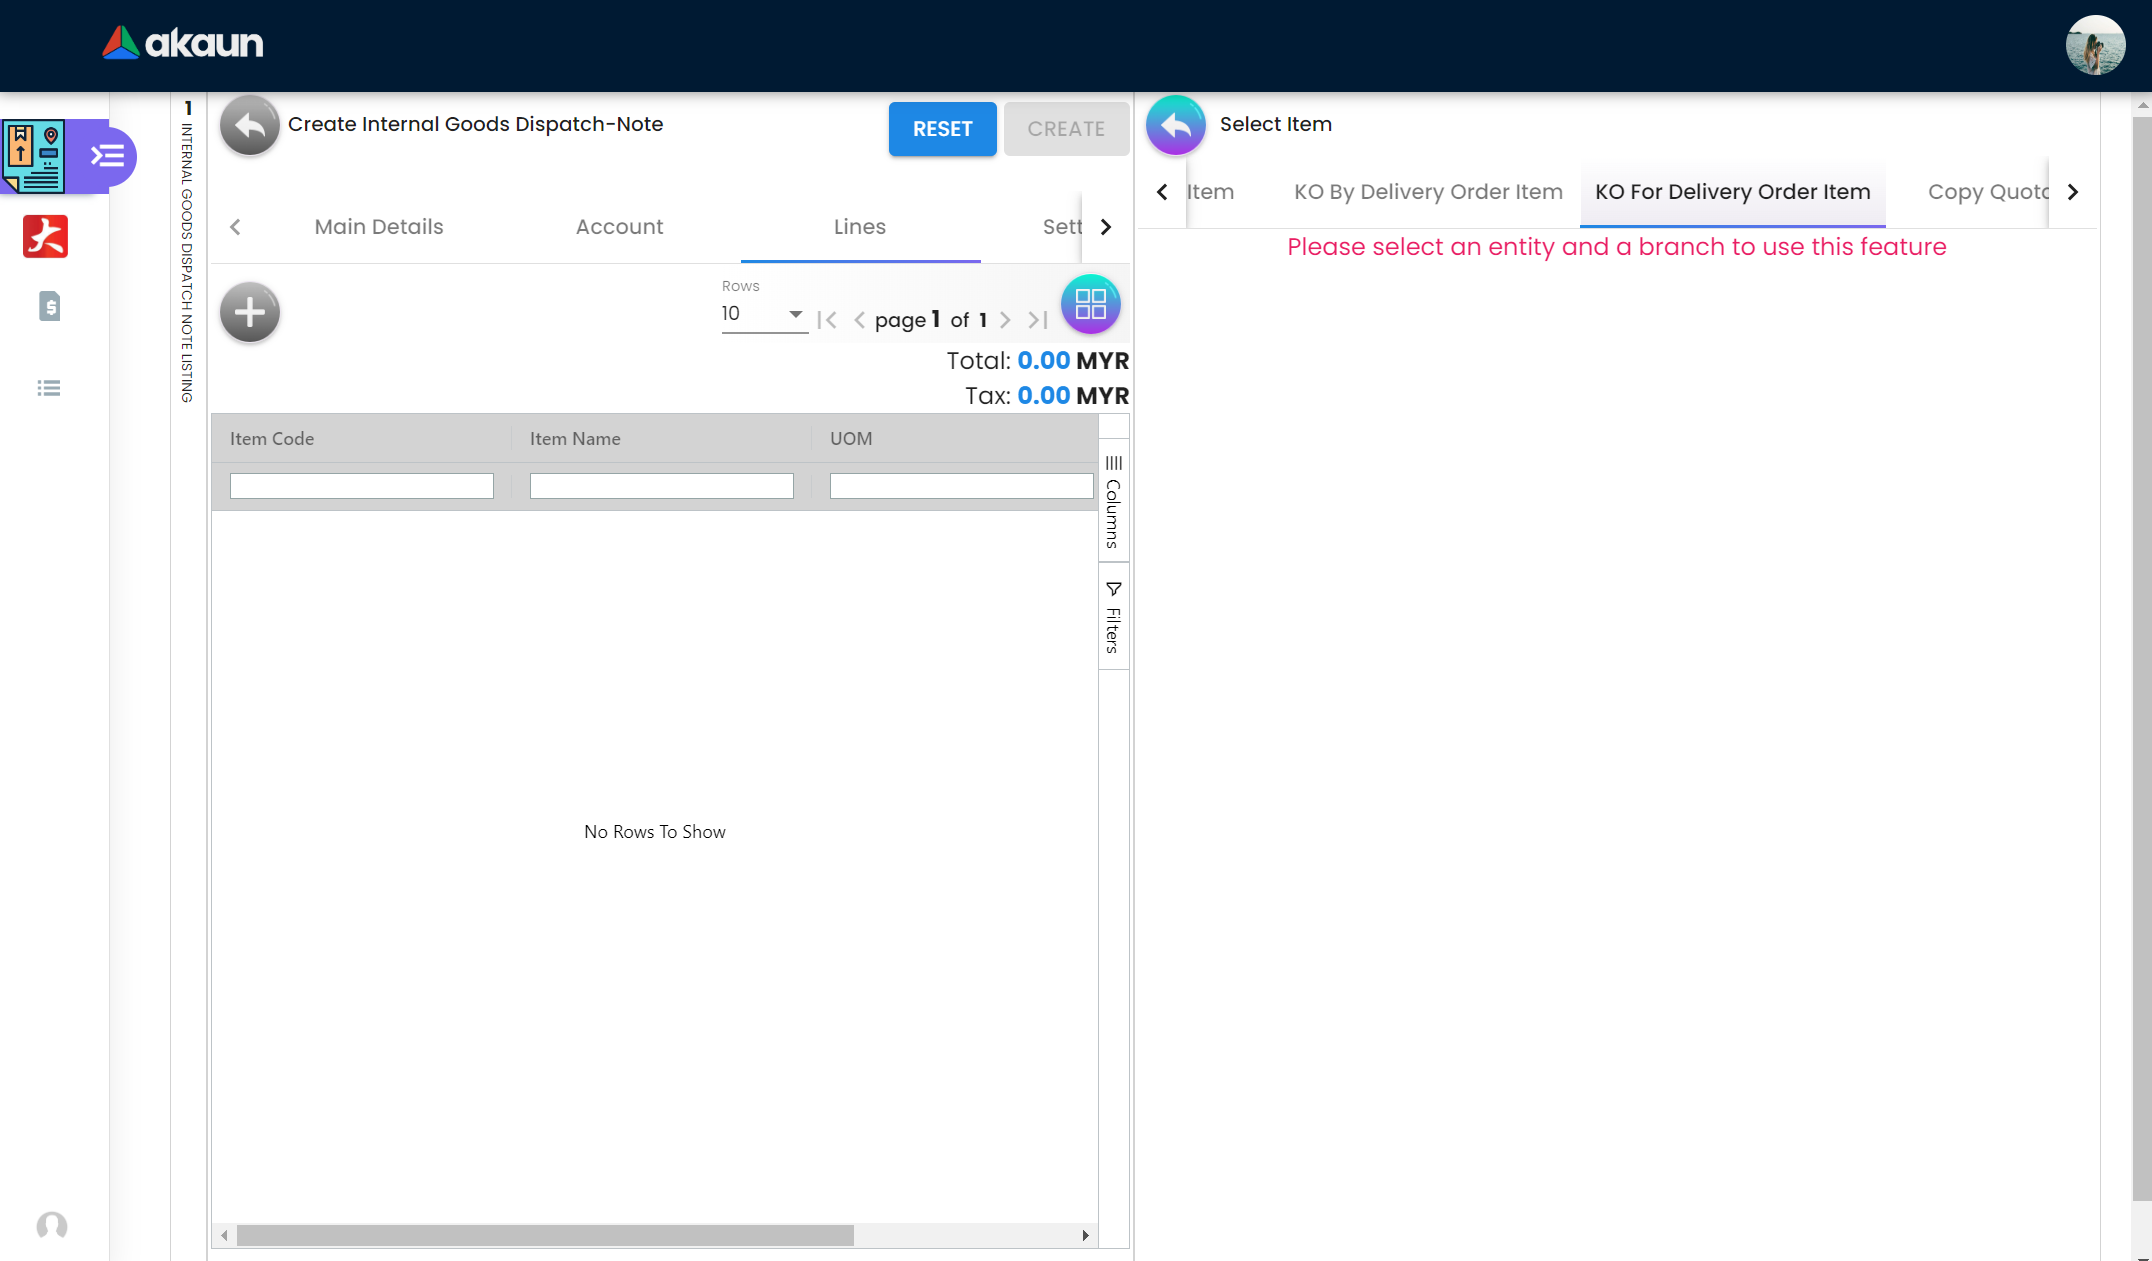 akaun
1
INTERNAL GOODS DISPATCH NOTE LISTING
Create Internal Goods Dispatch-Note
RESET
CREATE
Main Details
Account
Lines
Sett
Rows
10
page 1 of 1
Total: 0.00 MYR
Tax: 0.00 MYR
Item Code
Item Name
UOM
Columns
Filters
No Rows To Show
Select Item
Item
KO By Delivery Order Item
KO For Delivery Order Item
Copy Quota
Please select an entity and a branch to use this feature